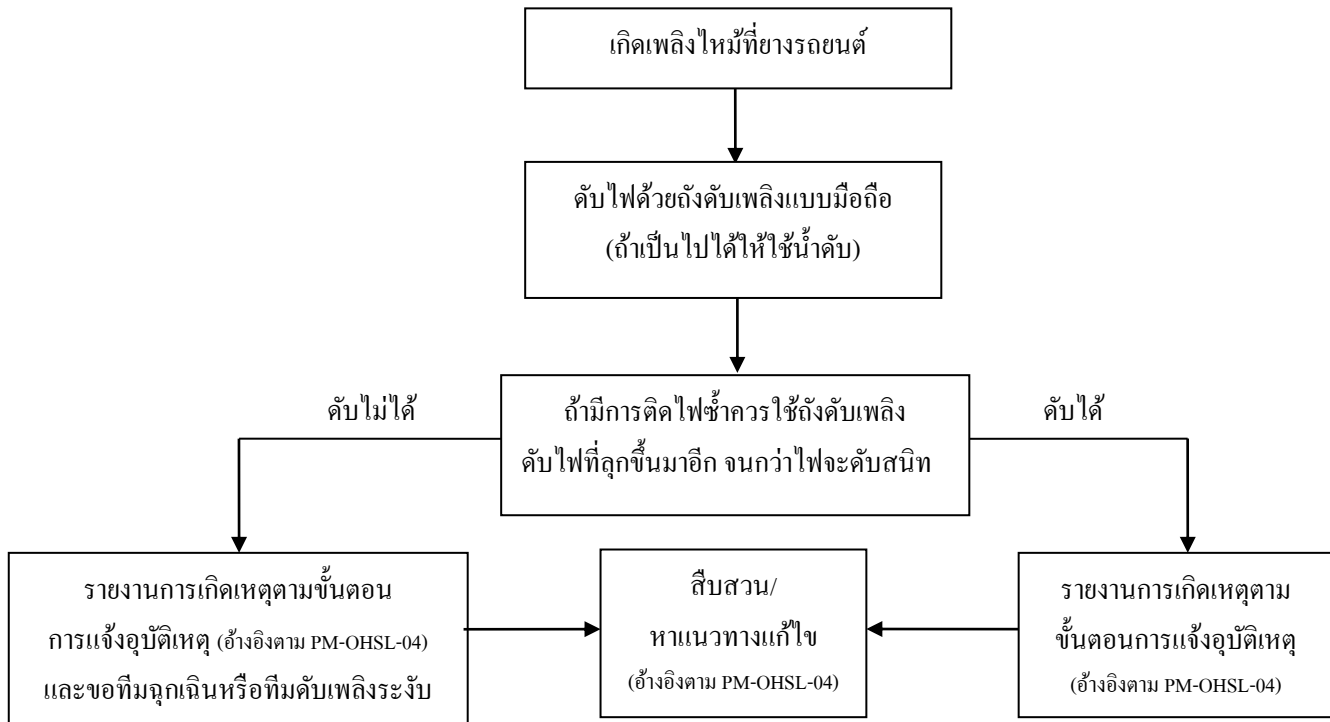 เกิดเพลิงไหม้ที่ยางรถยนต์
ดับไฟด้วยถังดับเพลิงแบบมือถือ
(ถ้าเป็นไปได้ให้ใช้น้ำดับ)
ดับไม่ได้
ถ้ามีการติดไฟซ้ำควรใช้ถังดับเพลิง
ดับไฟที่ลุกขึ้นมาอีก จนกว่าไฟจะดับสนิท
ดับได้
รายงานการเกิดเหตุตามขั้นตอน
การแจ้งอุบัติเหตุ (อ้างอิงตาม PM-OHSL-04)
และขอทีมฉุกเฉินหรือทีมดับเพลิงระงับ
สืบสวน/
หาแนวทางแก้ไข
(อ้างอิงตาม PM-OHSL-04)
รายงานการเกิดเหตุตาม
ขั้นตอนการแจ้งอุบัติเหตุ
(อ้างอิงตาม PM-OHSL-04)